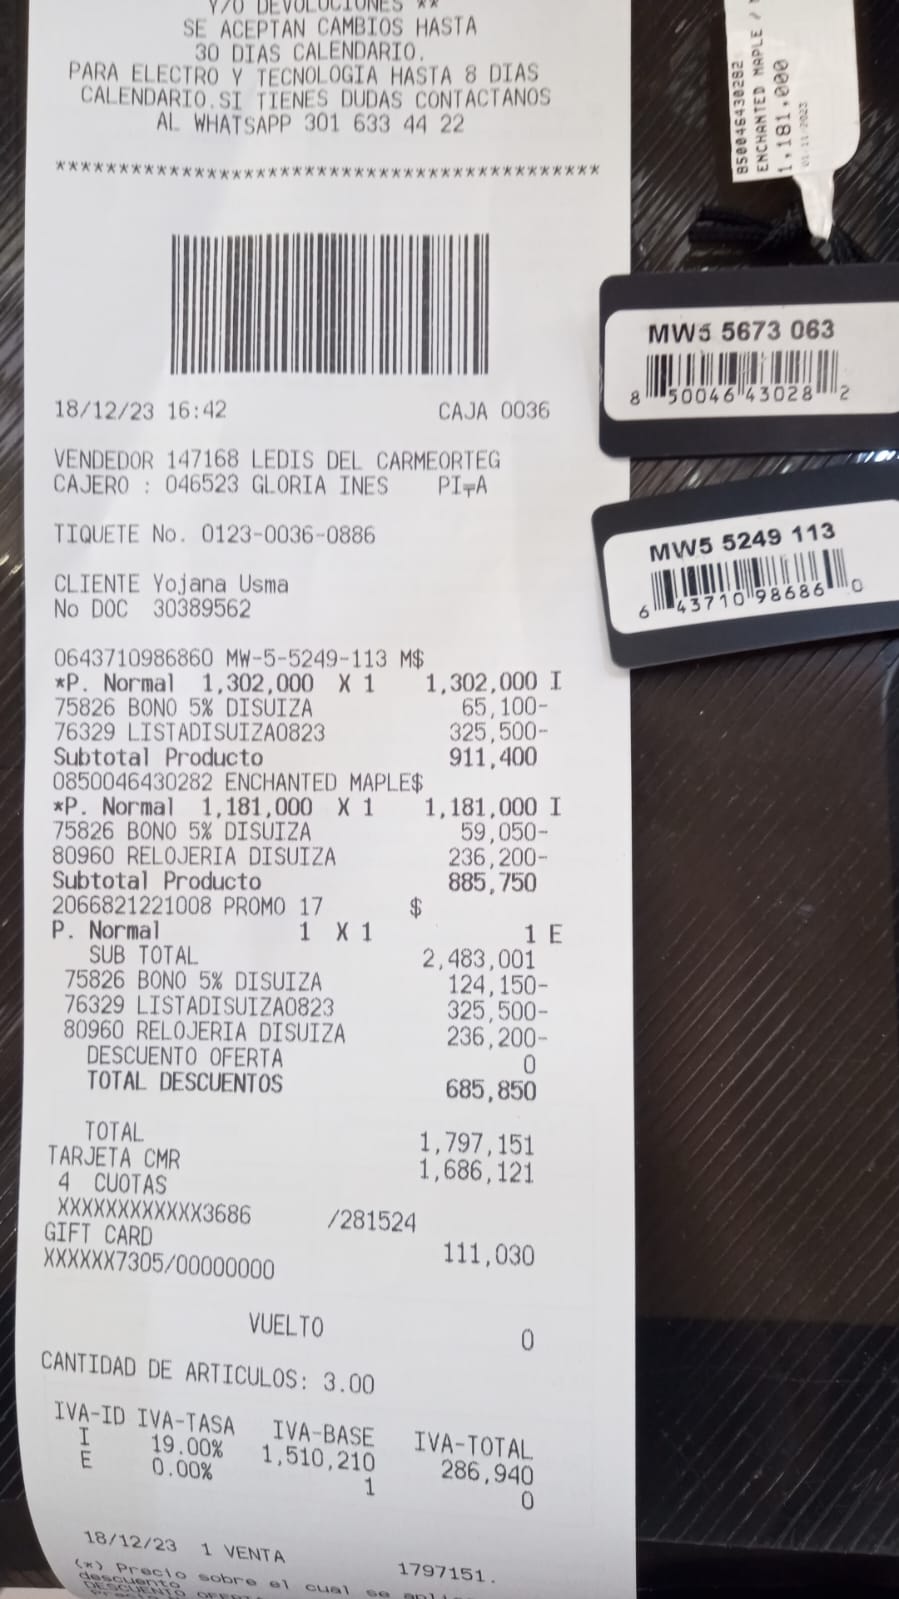 Y/O DEVOLUCIONES **
SE ACEPTAN CAMBIOS HASTA
30 DIAS CALENDARIO.
PARA ELECTRO Y TECNOLOGIA HASTA 8 DIAS
CALENDARIO.SI TIENES DUDAS CONTACTANOS
AL WHATSAPP 301 633 44 22
*******************************************
18/12/23 16:42 CAJA 0036
VENDEDOR 147168 LEDIS DEL CARMEORTEG
CAJERO : 046523 GLORIA INES PI╤A
TIQUETE No. 0123-0036-0886
CLIENTE Yojana Usma
No DOC 30389562
0643710986860 MW-5-5249-113 M$
*P. Normal 1,302,000 X 1 1,302,000 I
75826 BONO 5% DISUIZA 65,100-
76329 LISTADISUIZA0823 325,500-
Subtotal Producto 911,400
0850046430282 ENCHANTED MAPLE$
*P. Normal 1,181,000 X 1 1,181,000 I
75826 BONO 5% DISUIZA 59,050-
80960 RELOJERIA DISUIZA 236,200-
Subtotal Producto 885,750
2066821221008 PROMO 17 $
P. Normal 1 X 1 1 E
SUB TOTAL 2,483,001
75826 BONO 5% DISUIZA 124,150-
76329 LISTADISUIZA0823 325,500-
80960 RELOJERIA DISUIZA 236,200-
DESCUENTO OFERTA 0
TOTAL DESCUENTOS 685,850
TOTAL 1,797,151
TARJETA CMR 1,686,121
4 CUOTAS
XXXXXXXXXXXX3686 /281524
GIFT CARD 111,030
XXXXXX7305/00000000
VUELTO 0
CANTIDAD DE ARTICULOS: 3.00
IVA-ID IVA-TASA IVA-BASE IVA-TOTAL
I 19.00% 1,510,210 286,940
E 0.00% 1 0
18/12/23 1 VENTA 1797151.
(*) Precio sobre el cual se
descuento
DESCUENTO
850046430282
ENCHANTED MAPLE /
1,181,000
01.11.2023
MW5 5673 063
8 50046 43028 2
MW5 5249 113
6 43710 98686 0